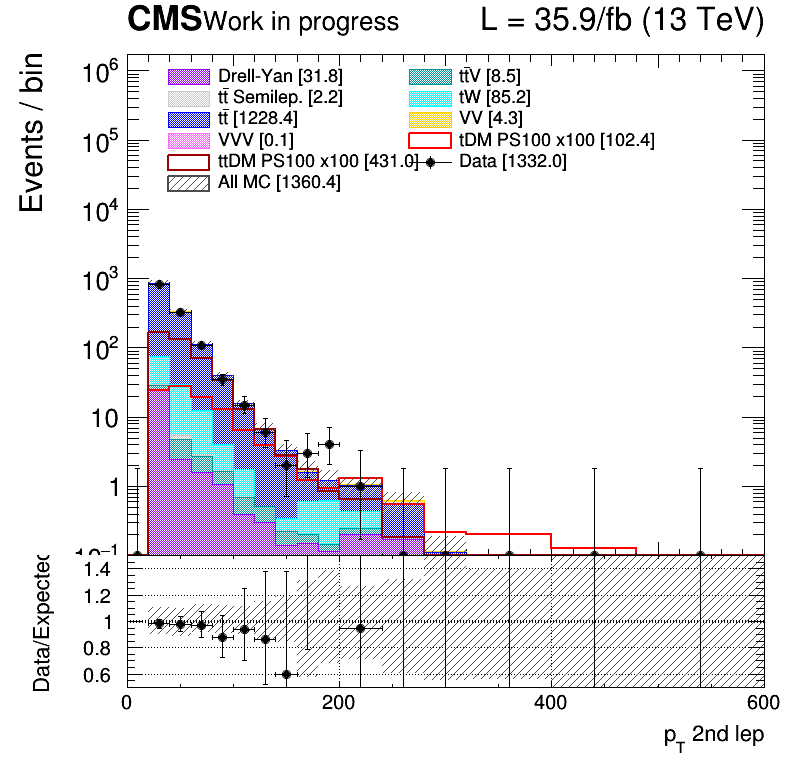 CMS Work in progress L = 35.9/fb (13 TeV)
Events / bin
10⁶
10⁵
10⁴
10³
10²
10
1
10⁻¹
Drell-Yan [31.8] tt̄V [8.5]
tt̄ Semilep. [2.2] tW [85.2]
tt̄ [1228.4] VV [4.3]
VVV [0.1] tDM PS100 x100 [102.4]
ttDM PS100 x100 [431.0] Data [1332.0]
All MC [1360.4]
Data/Expected
1.4
1.2
1
0.8
0.6
0 200 400 600
p_T 2nd lep